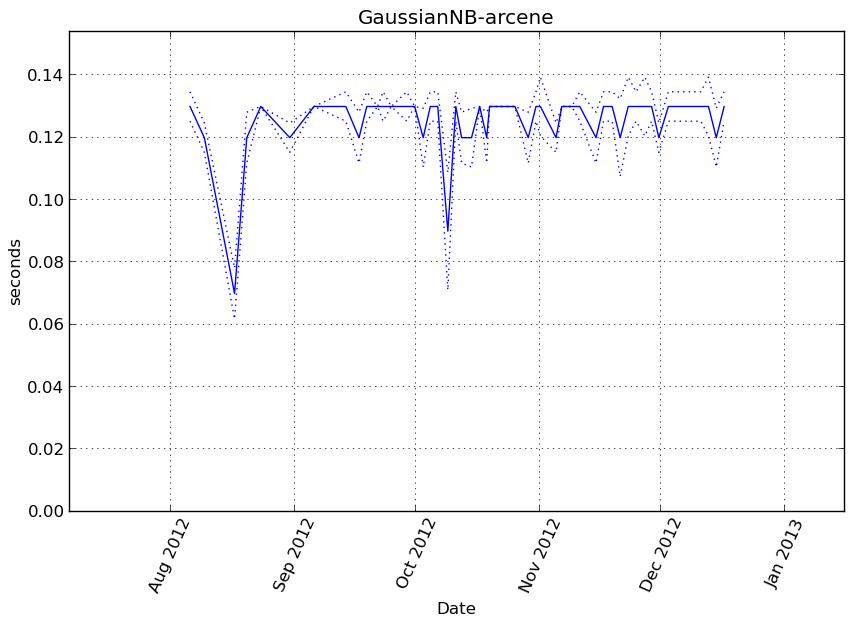 GaussianNB-arcene
0.14
0.12
0.10
0.08
0.06
0.04
0.02
0.00
seconds
Aug 2012
Sep 2012
Oct 2012
Nov 2012
Dec 2012
Jan 2013
Date